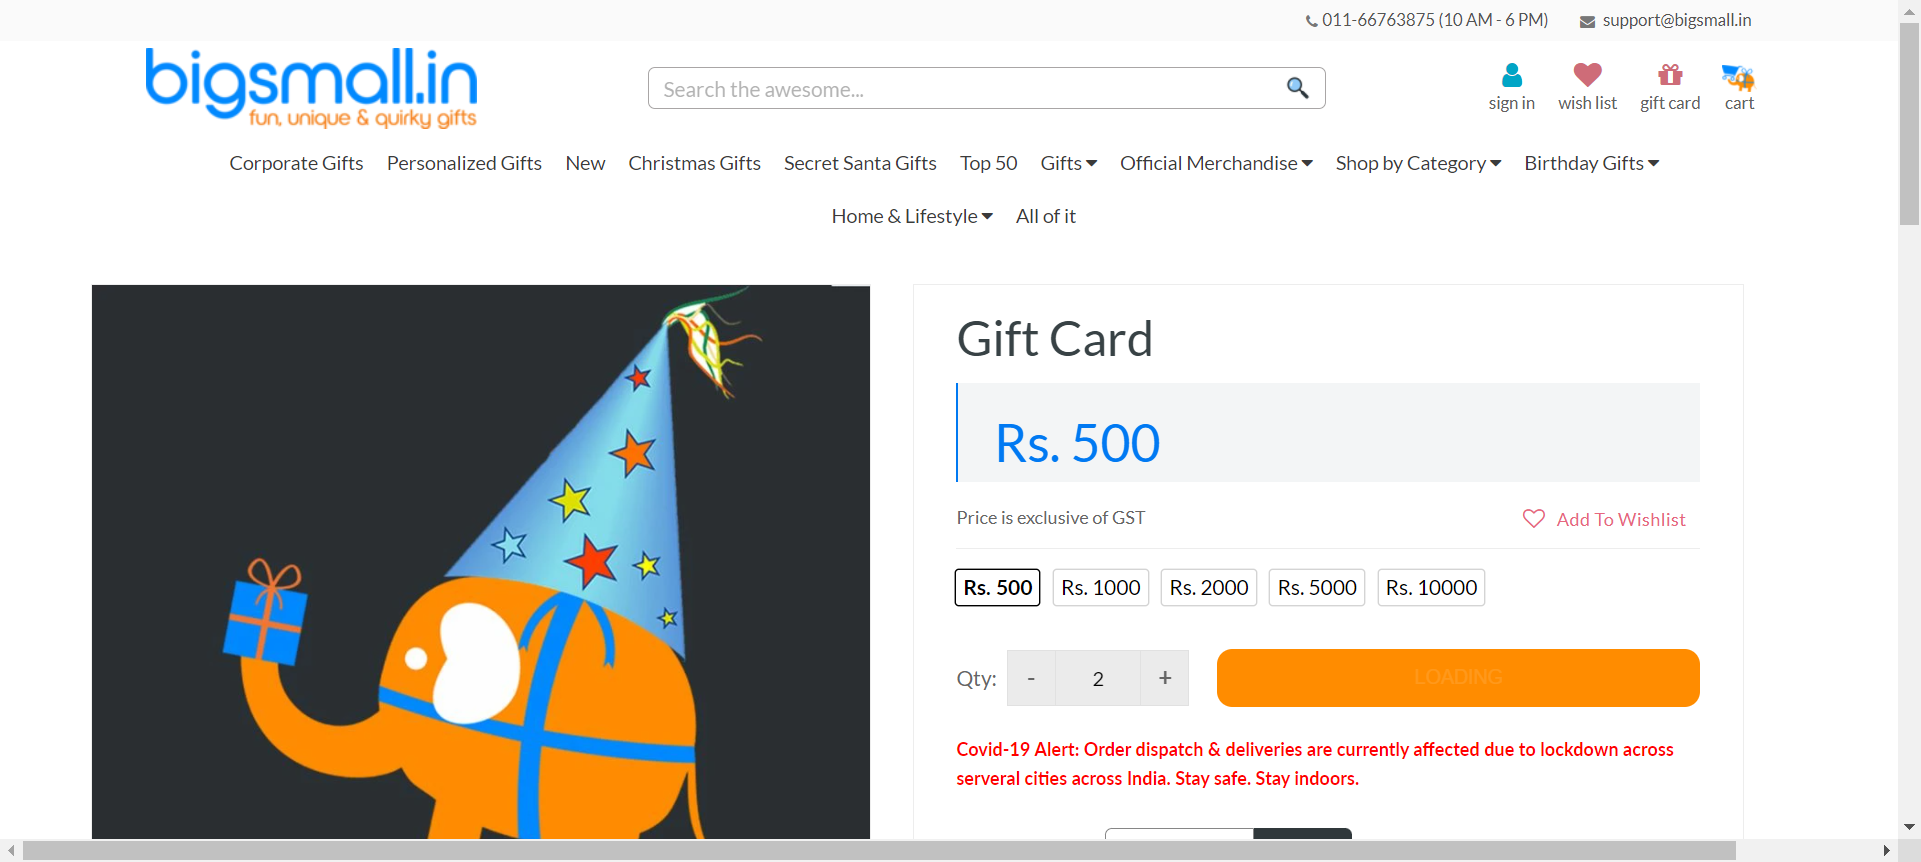 011-66763875 (10 AM - 6 PM) support@bigsmall.in
bigsmall.in
fun, unique & quirky gifts
Search the awesome...
sign in wish list gift card cart
Corporate Gifts Personalized Gifts New Christmas Gifts Secret Santa Gifts Top 50 Gifts Official Merchandise Shop by Category Birthday Gifts
Home & Lifestyle All of it
Gift Card
Rs. 500
Price is exclusive of GST Add To Wishlist
Rs. 500 Rs. 1000 Rs. 2000 Rs. 5000 Rs. 10000
Qty: - 2 + LOADING
Covid-19 Alert: Order dispatch & deliveries are currently affected due to lockdown across
serveral cities across India. Stay safe. Stay indoors.